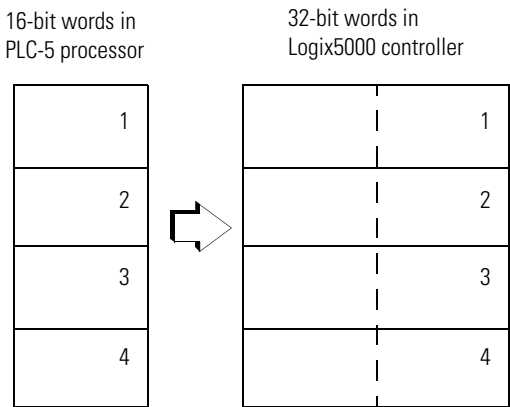 16-bit words in
PLC-5 processor
32-bit words in
Logix5000 controller
1
1
2
2
3
3
4
4